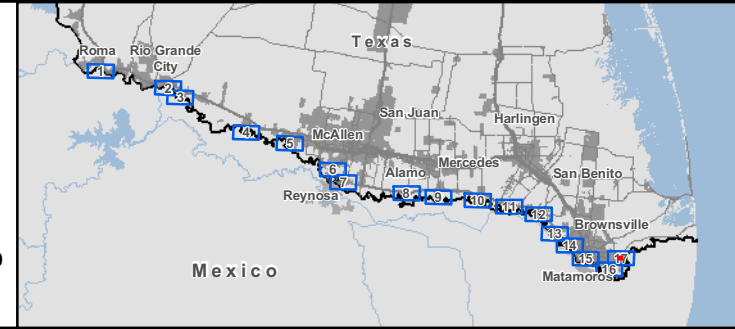 Texas
Roma
Rio Grande
City
1
2
3
San Juan
Harlingen
4
McAllen
5
Mercedes
6
Alamo
San Benito
7
Reynosa
8
9
10
11
12
Brownsville
13
14
15
17
Mexico
Matamoros
16